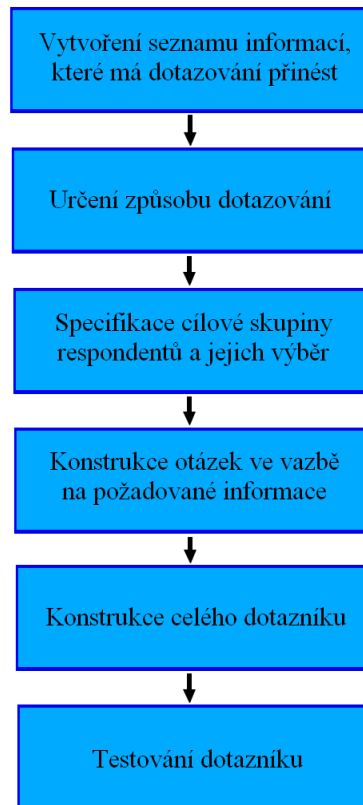 Vytvoření seznamu informací,
které má dotazování přinést
Určení způsobu dotazování
Specifikace cílové skupiny
respondentů a jejich výběr
Konstrukce otázek ve vazbě
na požadované informace
Konstrukce celého dotazníku
Testování dotazníku